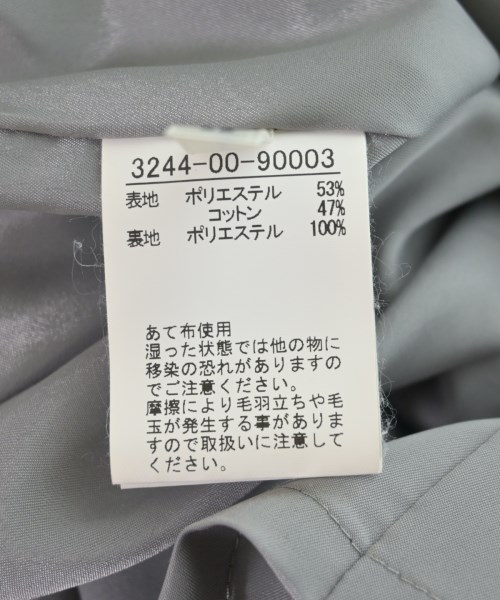 3244-00-90003
表地 ポリエステル 53%
コットン 47%
裏地 ポリエステル 100%
あて布使用
湿った状態では他の物に
移染の恐れがありますの
でご注意ください。
摩擦により毛羽立ちや毛
玉が発生する事がありま
すので取扱いに注意して
ください。